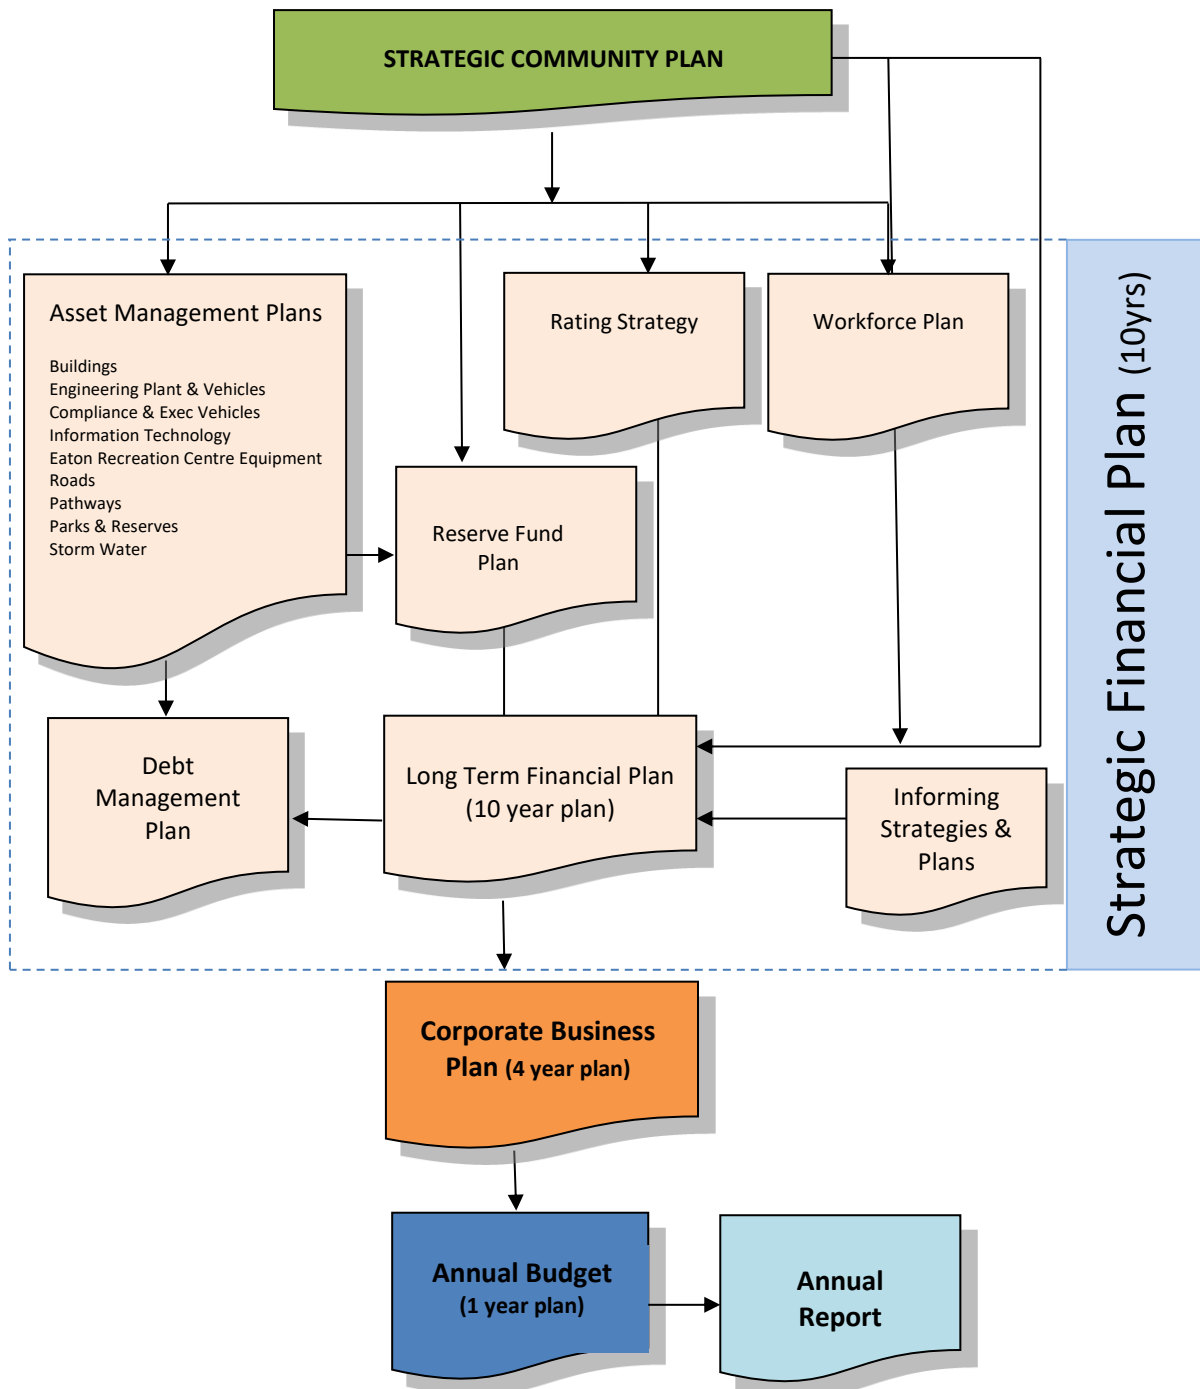 STRATEGIC COMMUNITY PLAN
Asset Management Plans
Buildings
Engineering Plant & Vehicles
Compliance & Exec Vehicles
Information Technology
Eaton Recreation Centre Equipment
Roads
Pathways
Parks & Reserves
Storm Water
Rating Strategy
Workforce Plan
Reserve Fund
Plan
Debt
Management
Plan
Long Term Financial Plan
(10 year plan)
Informing
Strategies &
Plans
Strategic Financial Plan (10yrs)
Corporate Business
Plan (4 year plan)
Annual Budget
(1 year plan)
Annual
Report